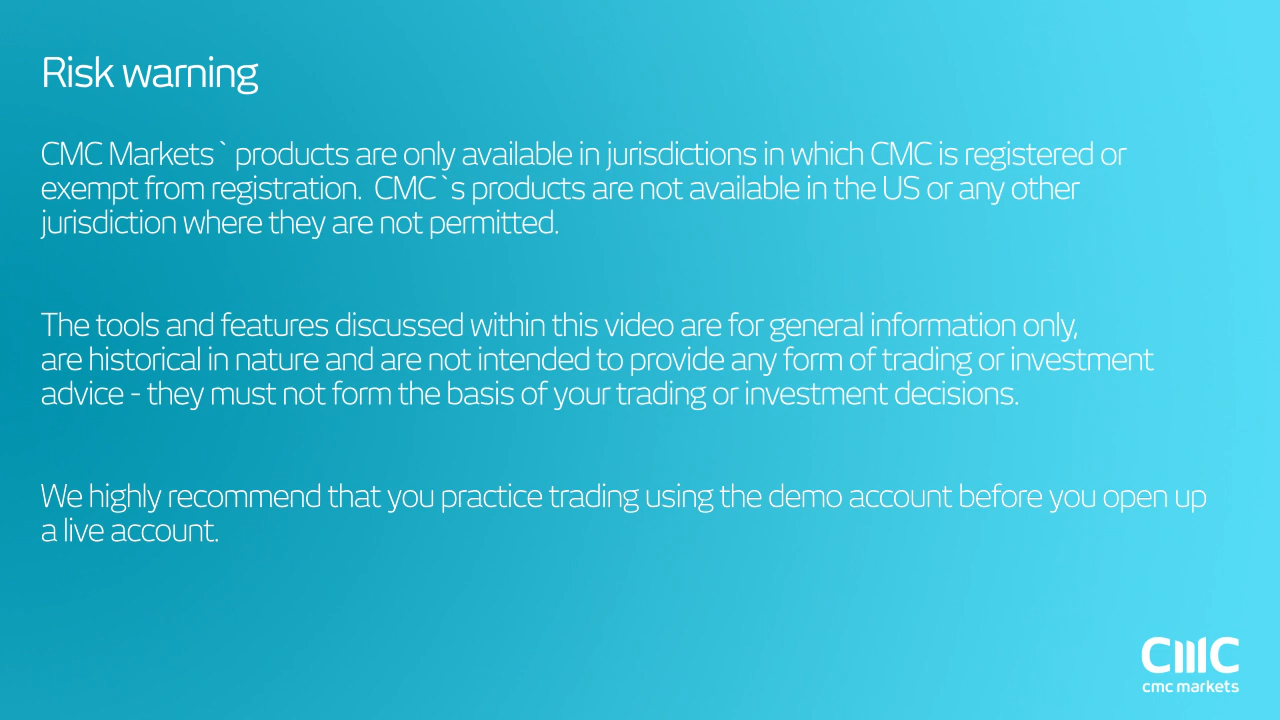 Risk warning
CMC Markets` products are only available in jurisdictions in which CMC is registered or
exempt from registration.  CMC`s products are not available in the US or any other
jurisdiction where they are not permitted.
The tools and features discussed within this video are for general information only,
are historical in nature and are not intended to provide any form of trading or investment
advice - they must not form the basis of your trading or investment decisions.
We highly recommend that you practice trading using the demo account before you open up
a live account.
CMC
cmc markets